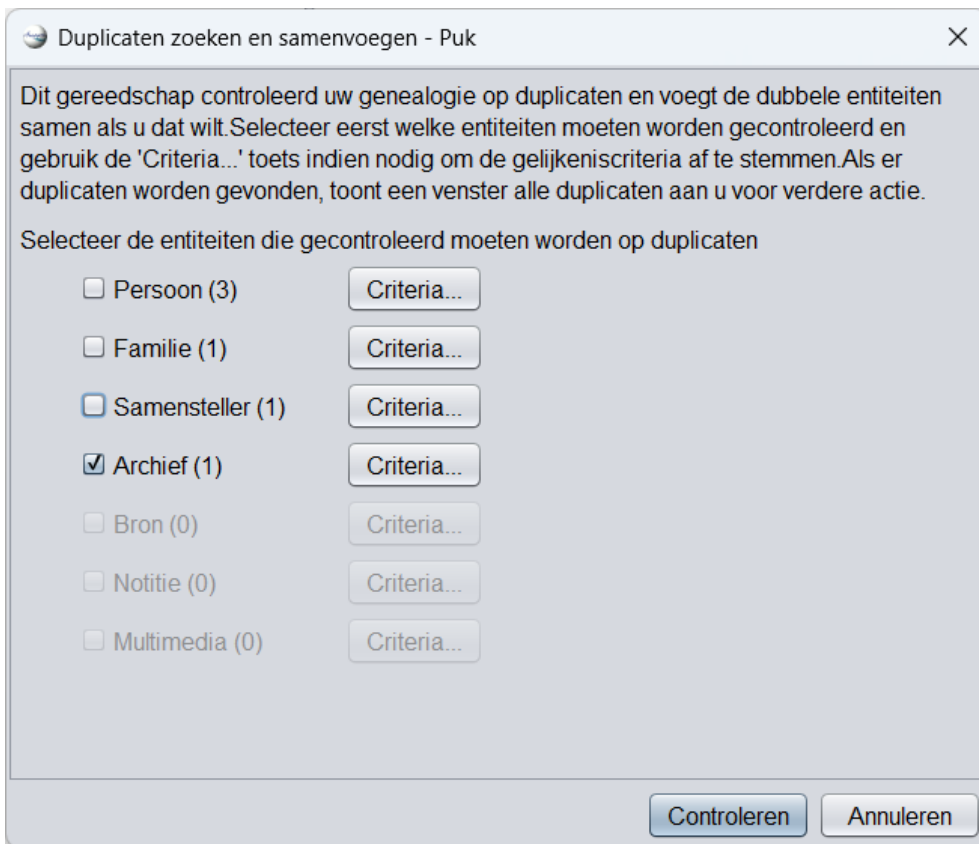 Duplicaten zoeken en samenvoegen - Puk
Dit gereedschap controleerd uw genealogie op duplicaten en voegt de dubbele entiteiten
samen als u dat wilt.Selecteer eerst welke entiteiten moeten worden gecontroleerd en
gebruik de 'Criteria...' toets indien nodig om de gelijkeniscriteria af te stemmen.Als er
duplicaten worden gevonden, toont een venster alle duplicaten aan u voor verdere actie.
Selecteer de entiteiten die gecontroleerd moeten worden op duplicaten
Persoon (3) Criteria...
Familie (1) Criteria...
Samensteller (1) Criteria...
Archief (1) Criteria...
Bron (0) Criteria...
Notitie (0) Criteria...
Multimedia (0) Criteria...
Controleren Annuleren